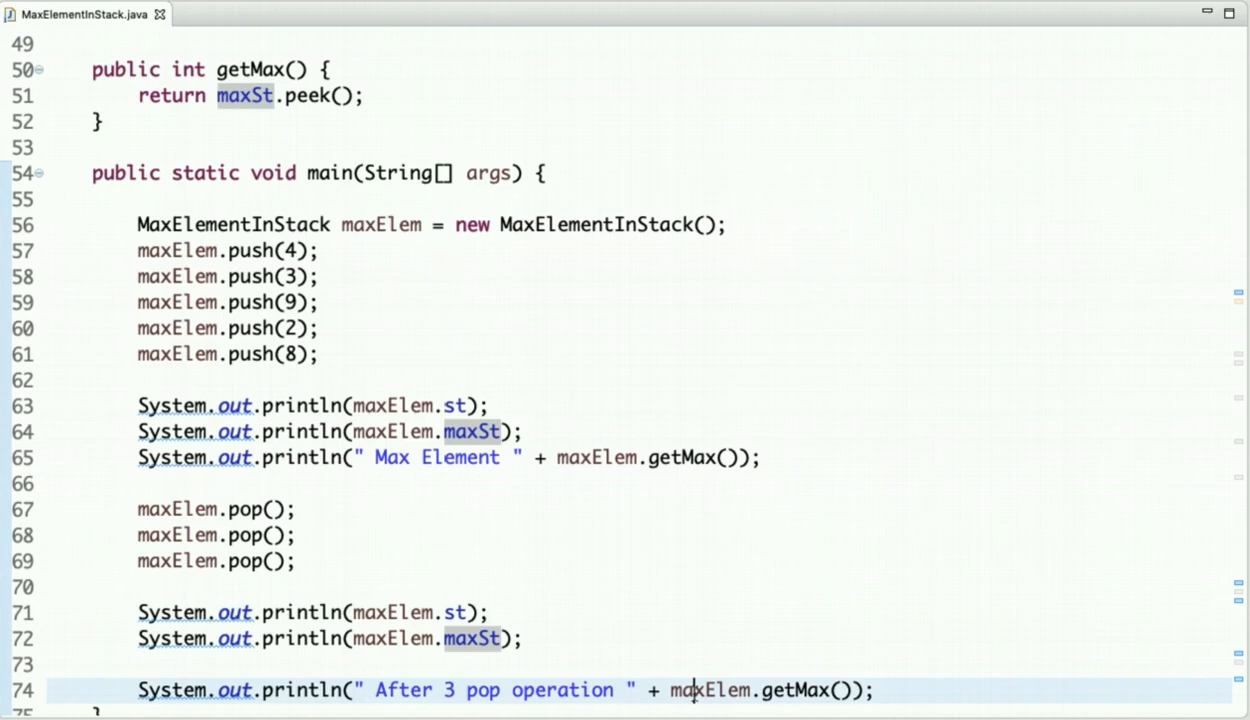 MaxElementInStack.java
49
50 public int getMax() {
51 return maxSt.peek();
52 }
53
54 public static void main(String[] args) {
55
56 MaxElementInStack maxElem = new MaxElementInStack();
57 maxElem.push(4);
58 maxElem.push(3);
59 maxElem.push(9);
60 maxElem.push(2);
61 maxElem.push(8);
62
63 System.out.println(maxElem.st);
64 System.out.println(maxElem.maxSt);
65 System.out.println(" Max Element " + maxElem.getMax());
66
67 maxElem.pop();
68 maxElem.pop();
69 maxElem.pop();
70
71 System.out.println(maxElem.st);
72 System.out.println(maxElem.maxSt);
73
74 System.out.println(" After 3 pop operation " + maxElem.getMax());
75 }